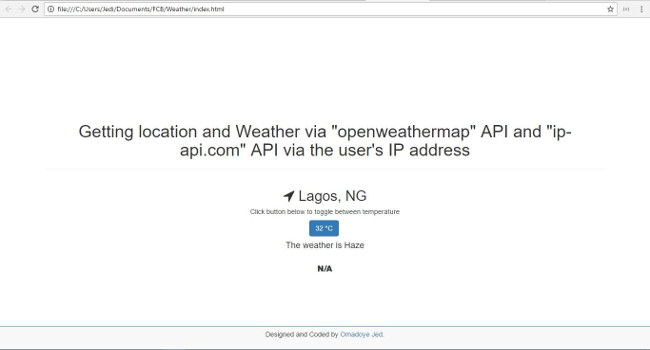 file:///C:/Users/Jedi/Documents/FCB/Weather/index.html
Getting location and Weather via "openweathermap" API and "ip-
api.com" API via the user's IP address
Lagos, NG
Click button below to toggle between temperature
32 °C
The weather is Haze
N/A
Designed and Coded by Omadoye Jed.